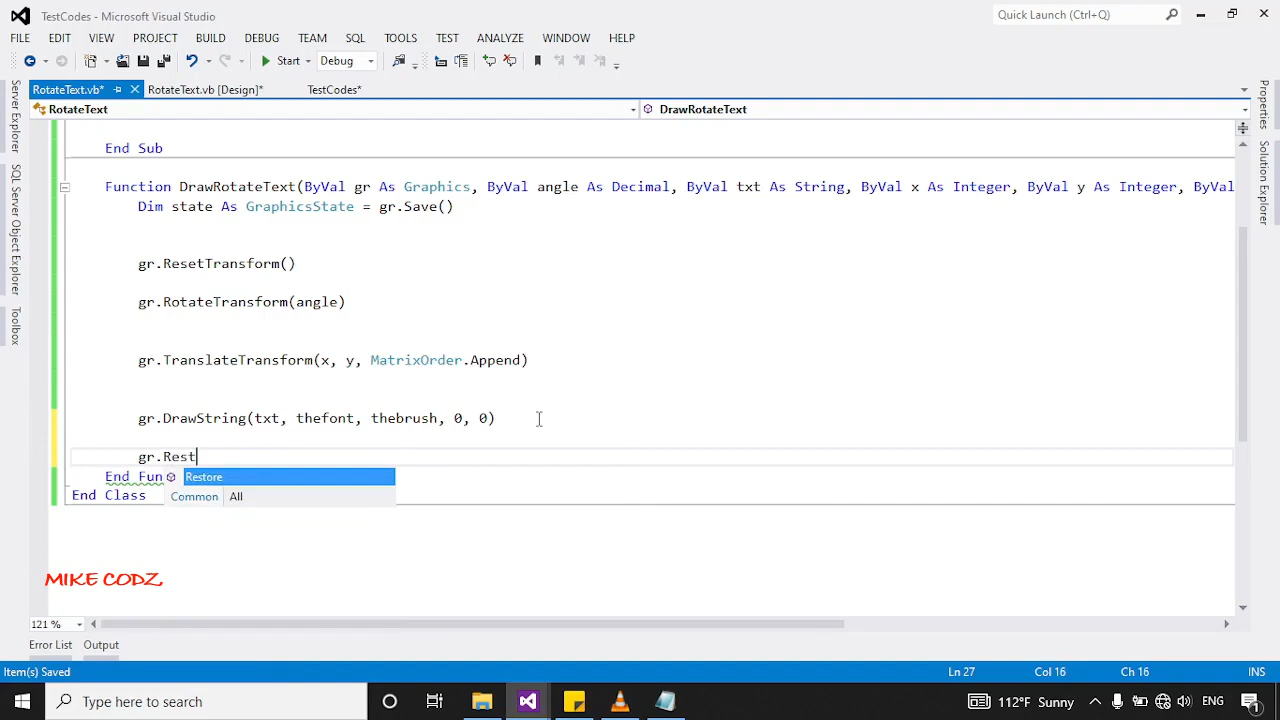 TestCodes - Microsoft Visual Studio
Quick Launch (Ctrl+Q)
FILE EDIT VIEW PROJECT BUILD DEBUG TEAM SQL TOOLS TEST ANALYZE WINDOW HELP
Start Debug
RotateText.vb* RotateText.vb [Design]* TestCodes*
RotateText DrawRotateText
Server Explorer
SQL Server Object Explorer
Toolbox
Properties
Solution Explorer
End Sub
Function DrawRotateText(ByVal gr As Graphics, ByVal angle As Decimal, ByVal txt As String, ByVal x As Integer, ByVal y As Integer, ByVal
Dim state As GraphicsState = gr.Save()
gr.ResetTransform()
gr.RotateTransform(angle)
gr.TranslateTransform(x, y, MatrixOrder.Append)
gr.DrawString(txt, thefont, thebrush, 0, 0)
gr.Rest
End Fun
Restore
End Class
Common All
MIKE CODZ,
121 %
Error List Output
Item(s) Saved Ln 27 Col 16 Ch 16 INS
Type here to search
112°F Sunny
ENG
1